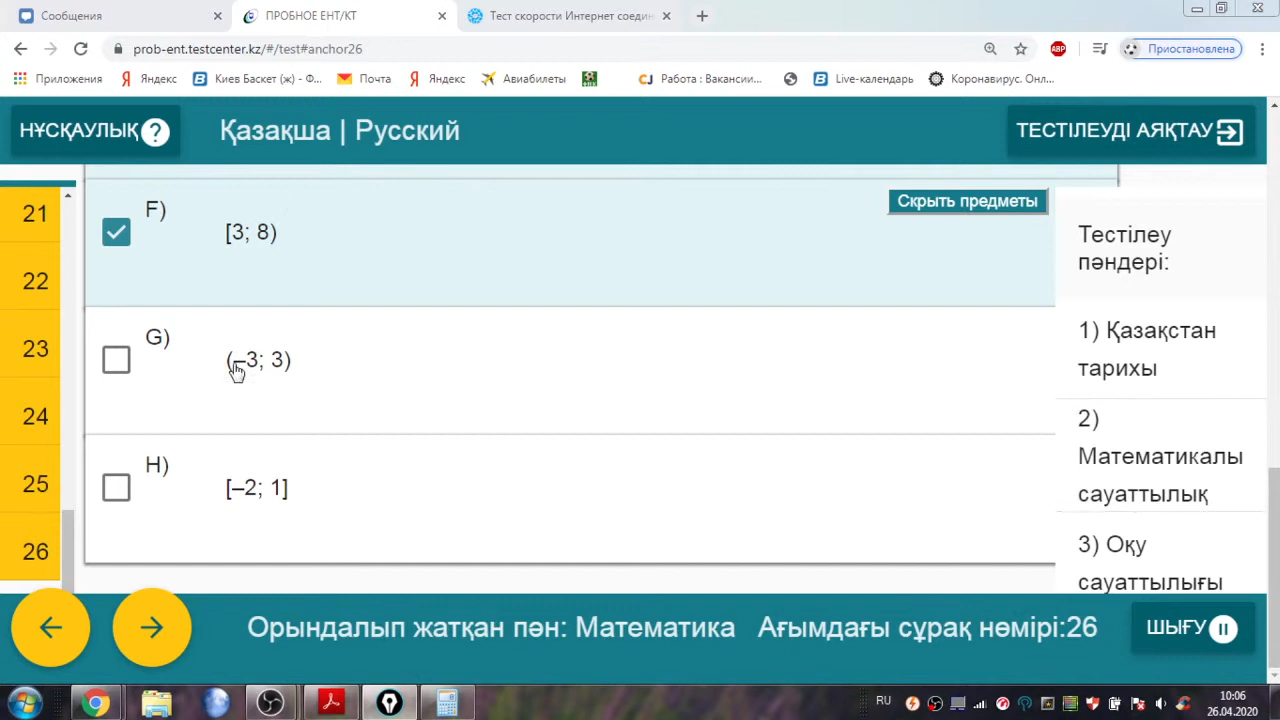 Сообщения
ПРОБНОЕ ЕНТ/КТ
Тест скорости Интернет соедин
prob-ent.testcenter.kz/#/test#anchor26
ABP
Приостановлена
Приложения
Яндекс
Киев Баскет (ж) - Ф...
Почта
Яндекс
Авиабилеты
Работа : Вакансии...
Live-календарь
Коронавирус. Онл...
НҰСҚАУЛЫҚ ?
Қазақша | Русский
ТЕСТІЛЕУДІ АЯҚТАУ
21
22
23
24
25
26
F)
[3; 8)
G)
(–3; 3)
H)
[–2; 1]
Скрыть предметы
Тестілеу
пәндері:
1) Қазақстан
тарихы
2)
Математикалы
сауаттылық
3) Оқу
сауаттылығы
Орындалып жатқан пән: Математика Ағымдағы сұрақ нөмірі:26
ШЫҒУ
RU
10:06
26.04.2020